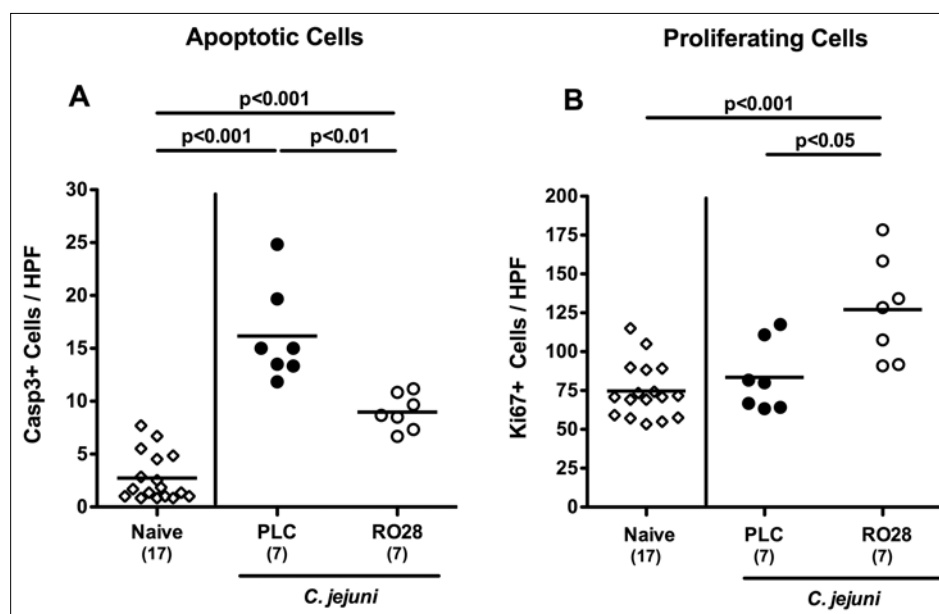 Apoptotic Cells
A
p<0.001
p<0.001
p<0.01
Casp3+ Cells / HPF
30
25
20
15
10
5
0
Naive
(17)
PLC
(7)
RO28
(7)
C. jejuni
Proliferating Cells
B
p<0.001
p<0.05
Ki67+ Cells / HPF
200
175
150
125
100
75
50
25
0
Naive
(17)
PLC
(7)
RO28
(7)
C. jejuni